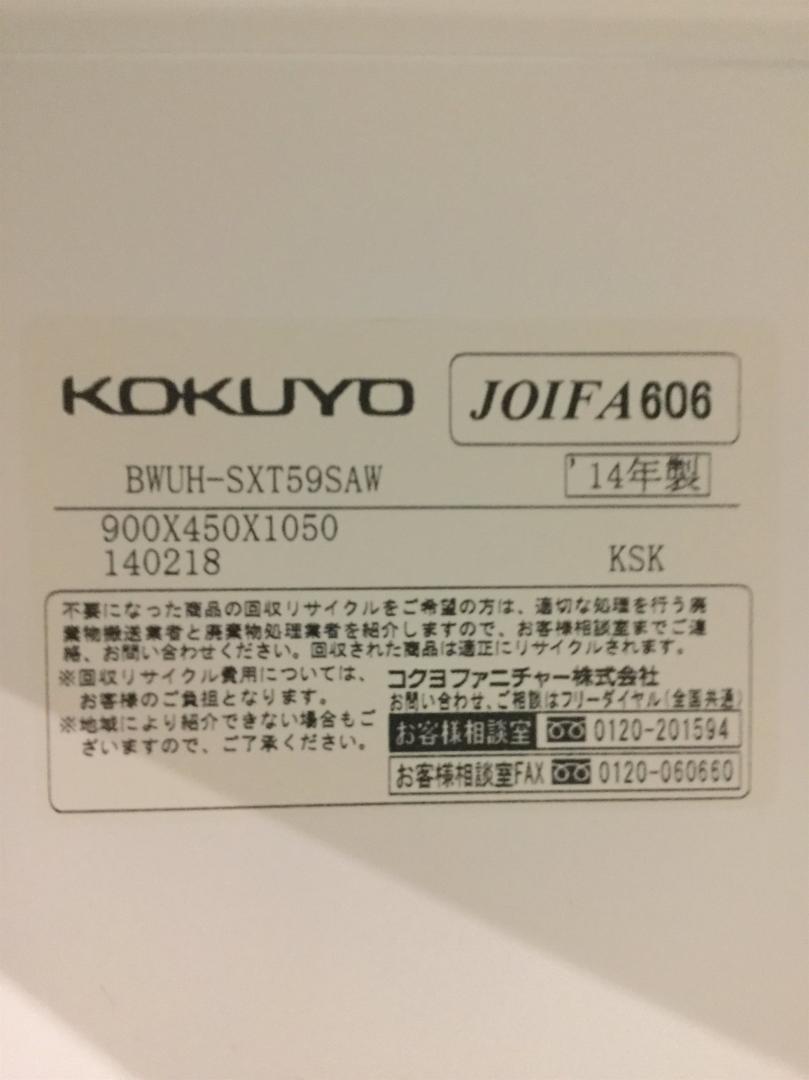 KOKUYO
JOIFA606
BWUH-SXT59SAW
'14年製
900X450X1050
140218
KSK
不要になった商品の回収リサイクルをご希望の方は、適切な処理を行う廃
棄物搬送業者と廃棄物処理業者を紹介しますので、お客様相談室までご連
絡、お問い合わせください。回収された商品は適正にリサイクルされます。
※回収リサイクル費用については、
お客様のご負担となります。
※地域により紹介できない場合もご
ざいますので、ご了承ください。
コクヨファニチャー株式会社
お問い合わせ、ご相談はフリーダイヤル(全国共通)
お客様相談室 0120-201594
お客様相談室FAX 0120-060660